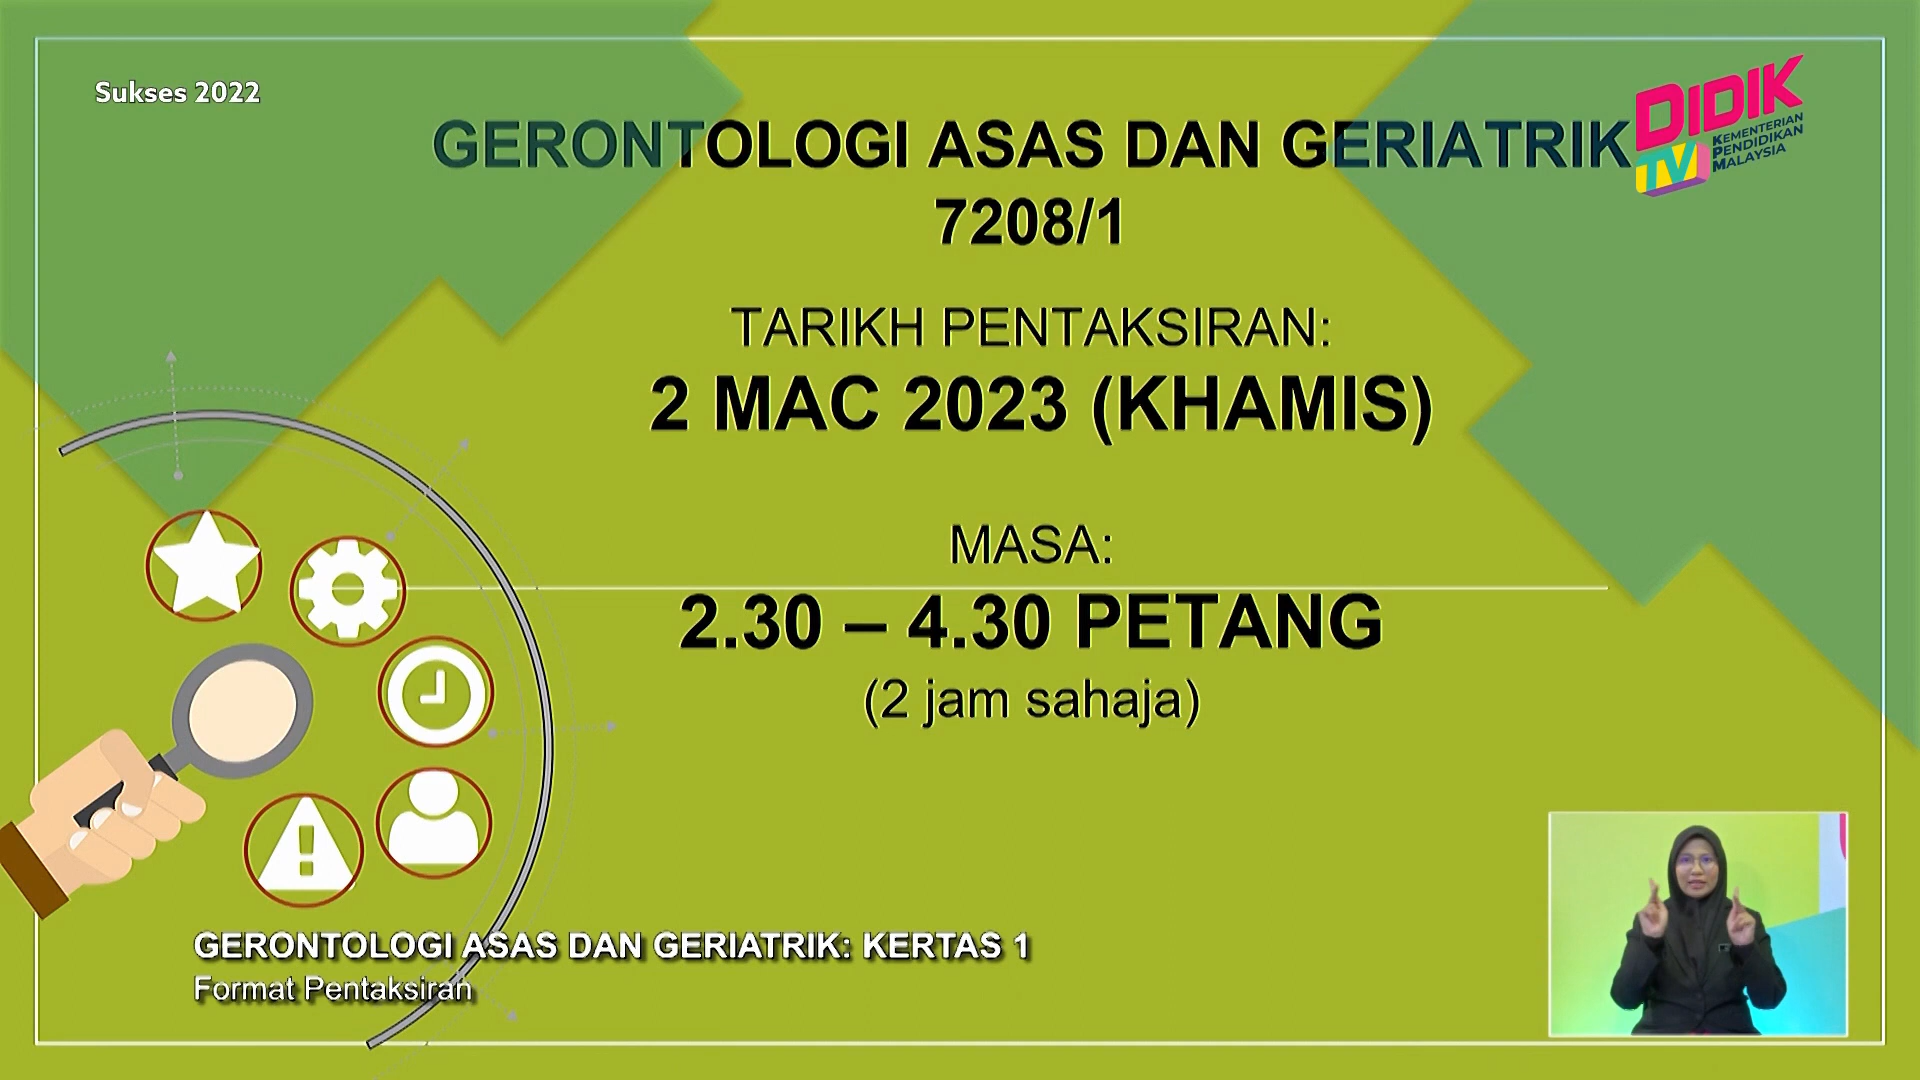 Sukses 2022
DIDIK
TV
KEMENTERIAN
PENDIDIKAN
MALAYSIA
GERONTOLOGI ASAS DAN GERIATRIK
7208/1
TARIKH PENTAKSIRAN:
2 MAC 2023 (KHAMIS)
MASA:
2.30 – 4.30 PETANG
(2 jam sahaja)
GERONTOLOGI ASAS DAN GERIATRIK: KERTAS 1
Format Pentaksiran